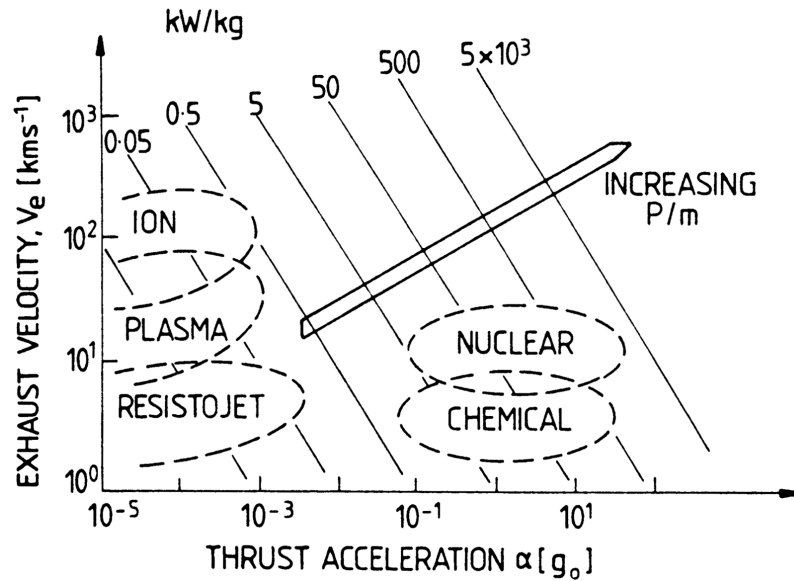 kW/kg
0.05
0.5
5
50
500
5×10³
EXHAUST VELOCITY, Vₑ [kms⁻¹]
10³
10²
10¹
10⁰
ION
PLASMA
RESISTOJET
INCREASING
P/m
NUCLEAR
CHEMICAL
10⁻⁵
10⁻³
10⁻¹
10¹
THRUST ACCELERATION α [g₀]